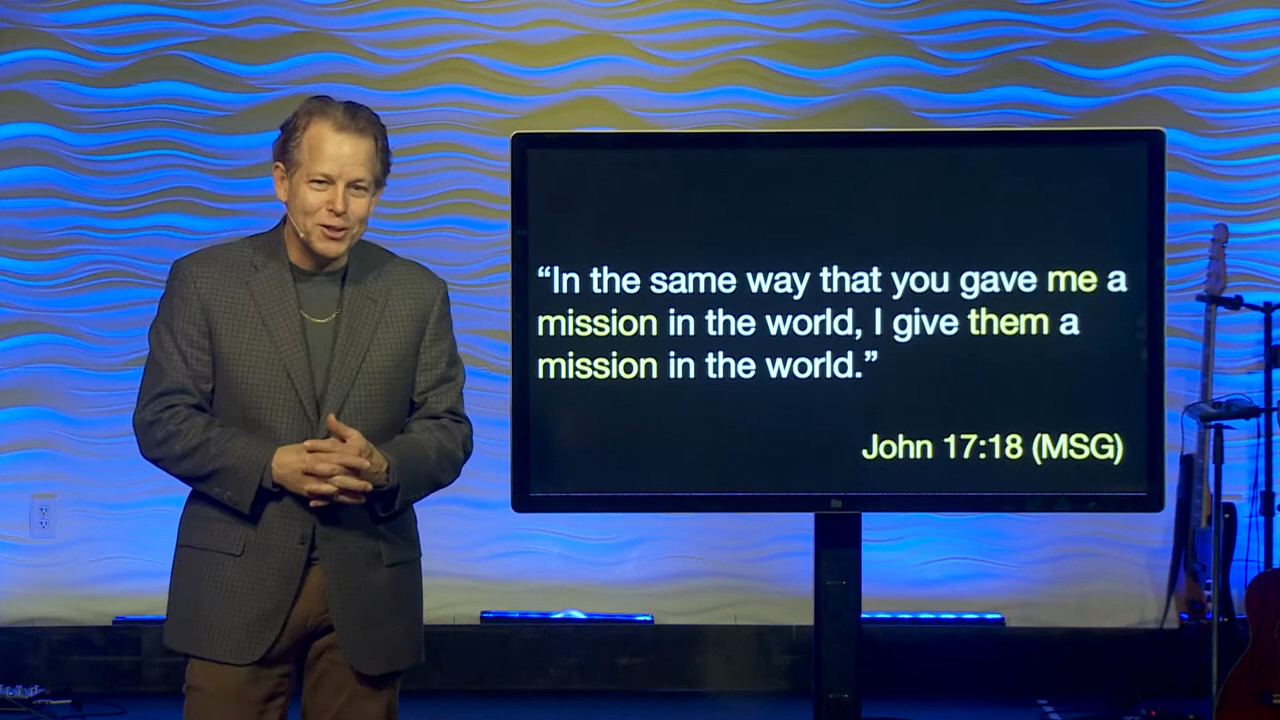 “In the same way that you gave me a
mission in the world, I give them a
mission in the world.”
John 17:18 (MSG)